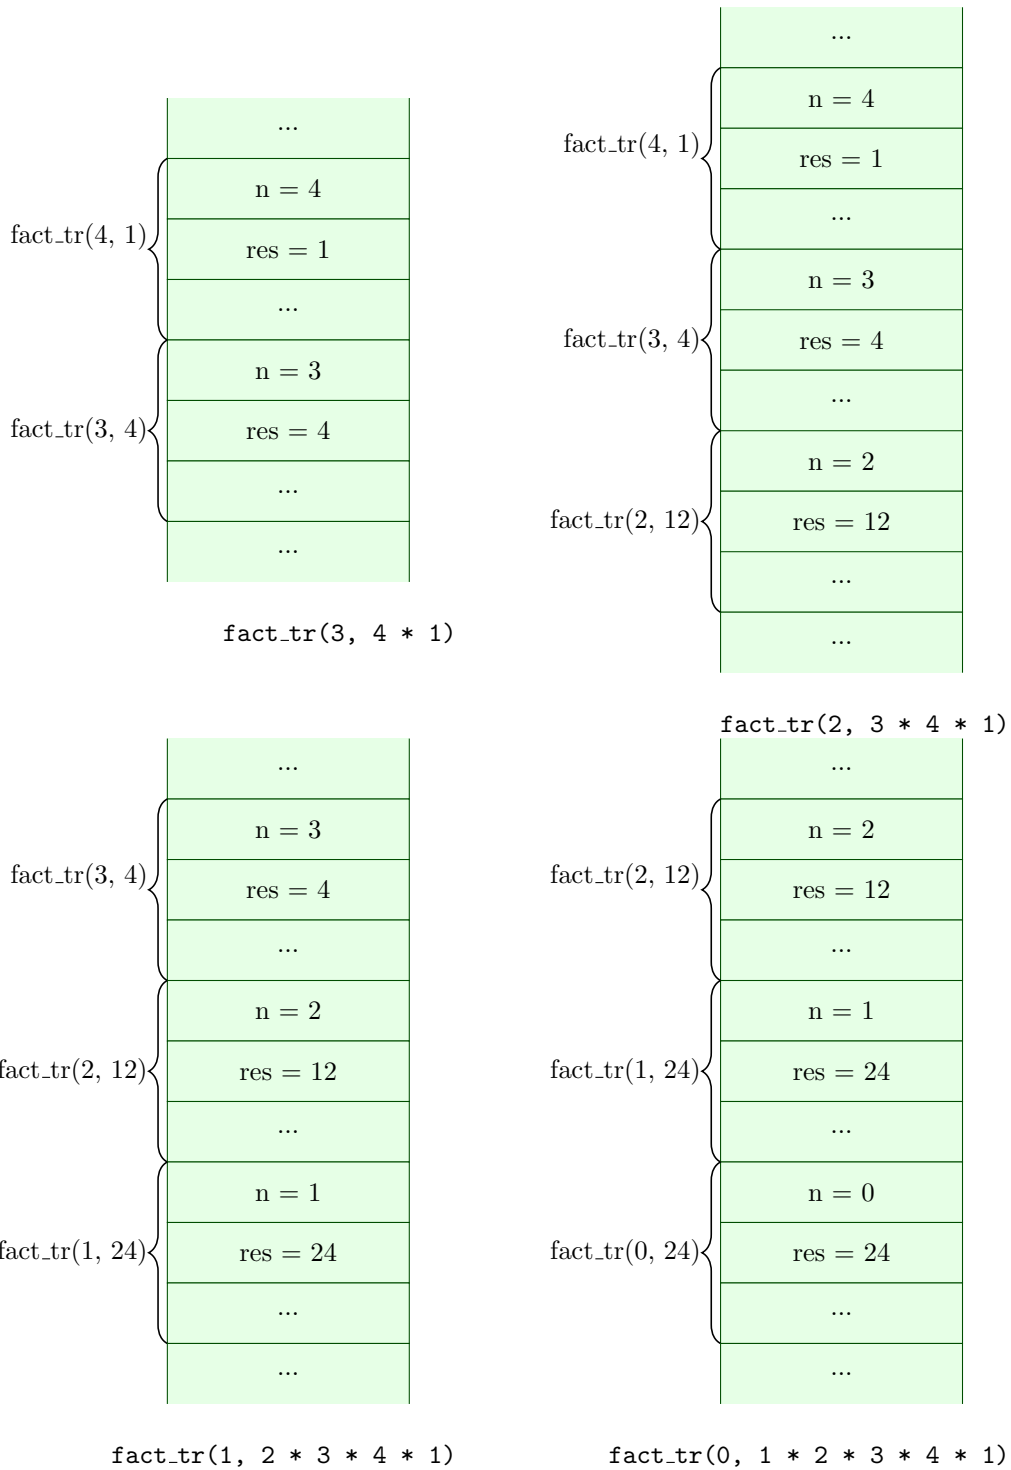 ...
n = 4
fact_tr(4, 1)
res = 1
...
n = 3
fact_tr(3, 4)
res = 4
...
...
fact_tr(3, 4 * 1)
...
n = 4
fact_tr(4, 1)
res = 1
...
n = 3
fact_tr(3, 4)
res = 4
...
n = 2
fact_tr(2, 12)
res = 12
...
...
fact_tr(2, 3 * 4 * 1)
...
n = 3
fact_tr(3, 4)
res = 4
...
n = 2
fact_tr(2, 12)
res = 12
...
n = 1
fact_tr(1, 24)
res = 24
...
...
fact_tr(1, 2 * 3 * 4 * 1)
...
n = 2
fact_tr(2, 12)
res = 12
...
n = 1
fact_tr(1, 24)
res = 24
...
n = 0
fact_tr(0, 24)
res = 24
...
...
fact_tr(0, 1 * 2 * 3 * 4 * 1)